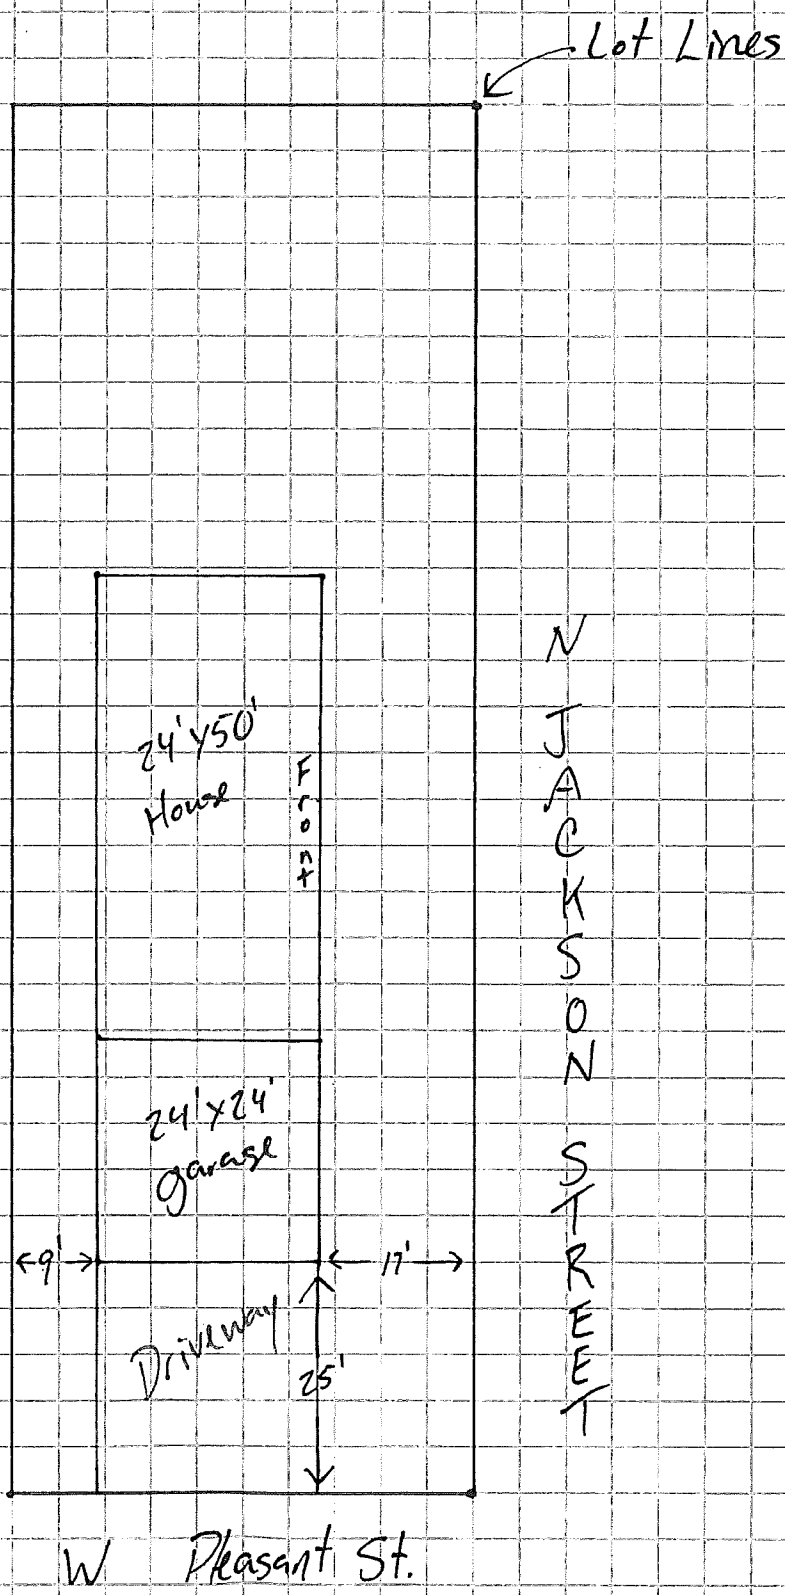 Lot Lines
24'x50'
House
Front
N JACKSON STREET
24'x24'
garage
9'
17'
Driveway
25'
W Pleasant St.